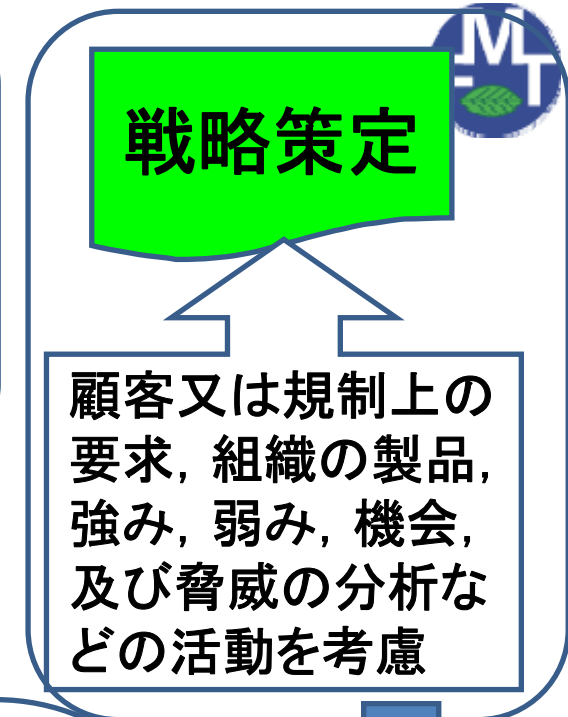 MT
戦略策定
顧客又は規制上の
要求，組織の製品，
強み，弱み，機会，
及び脅威の分析な
どの活動を考慮